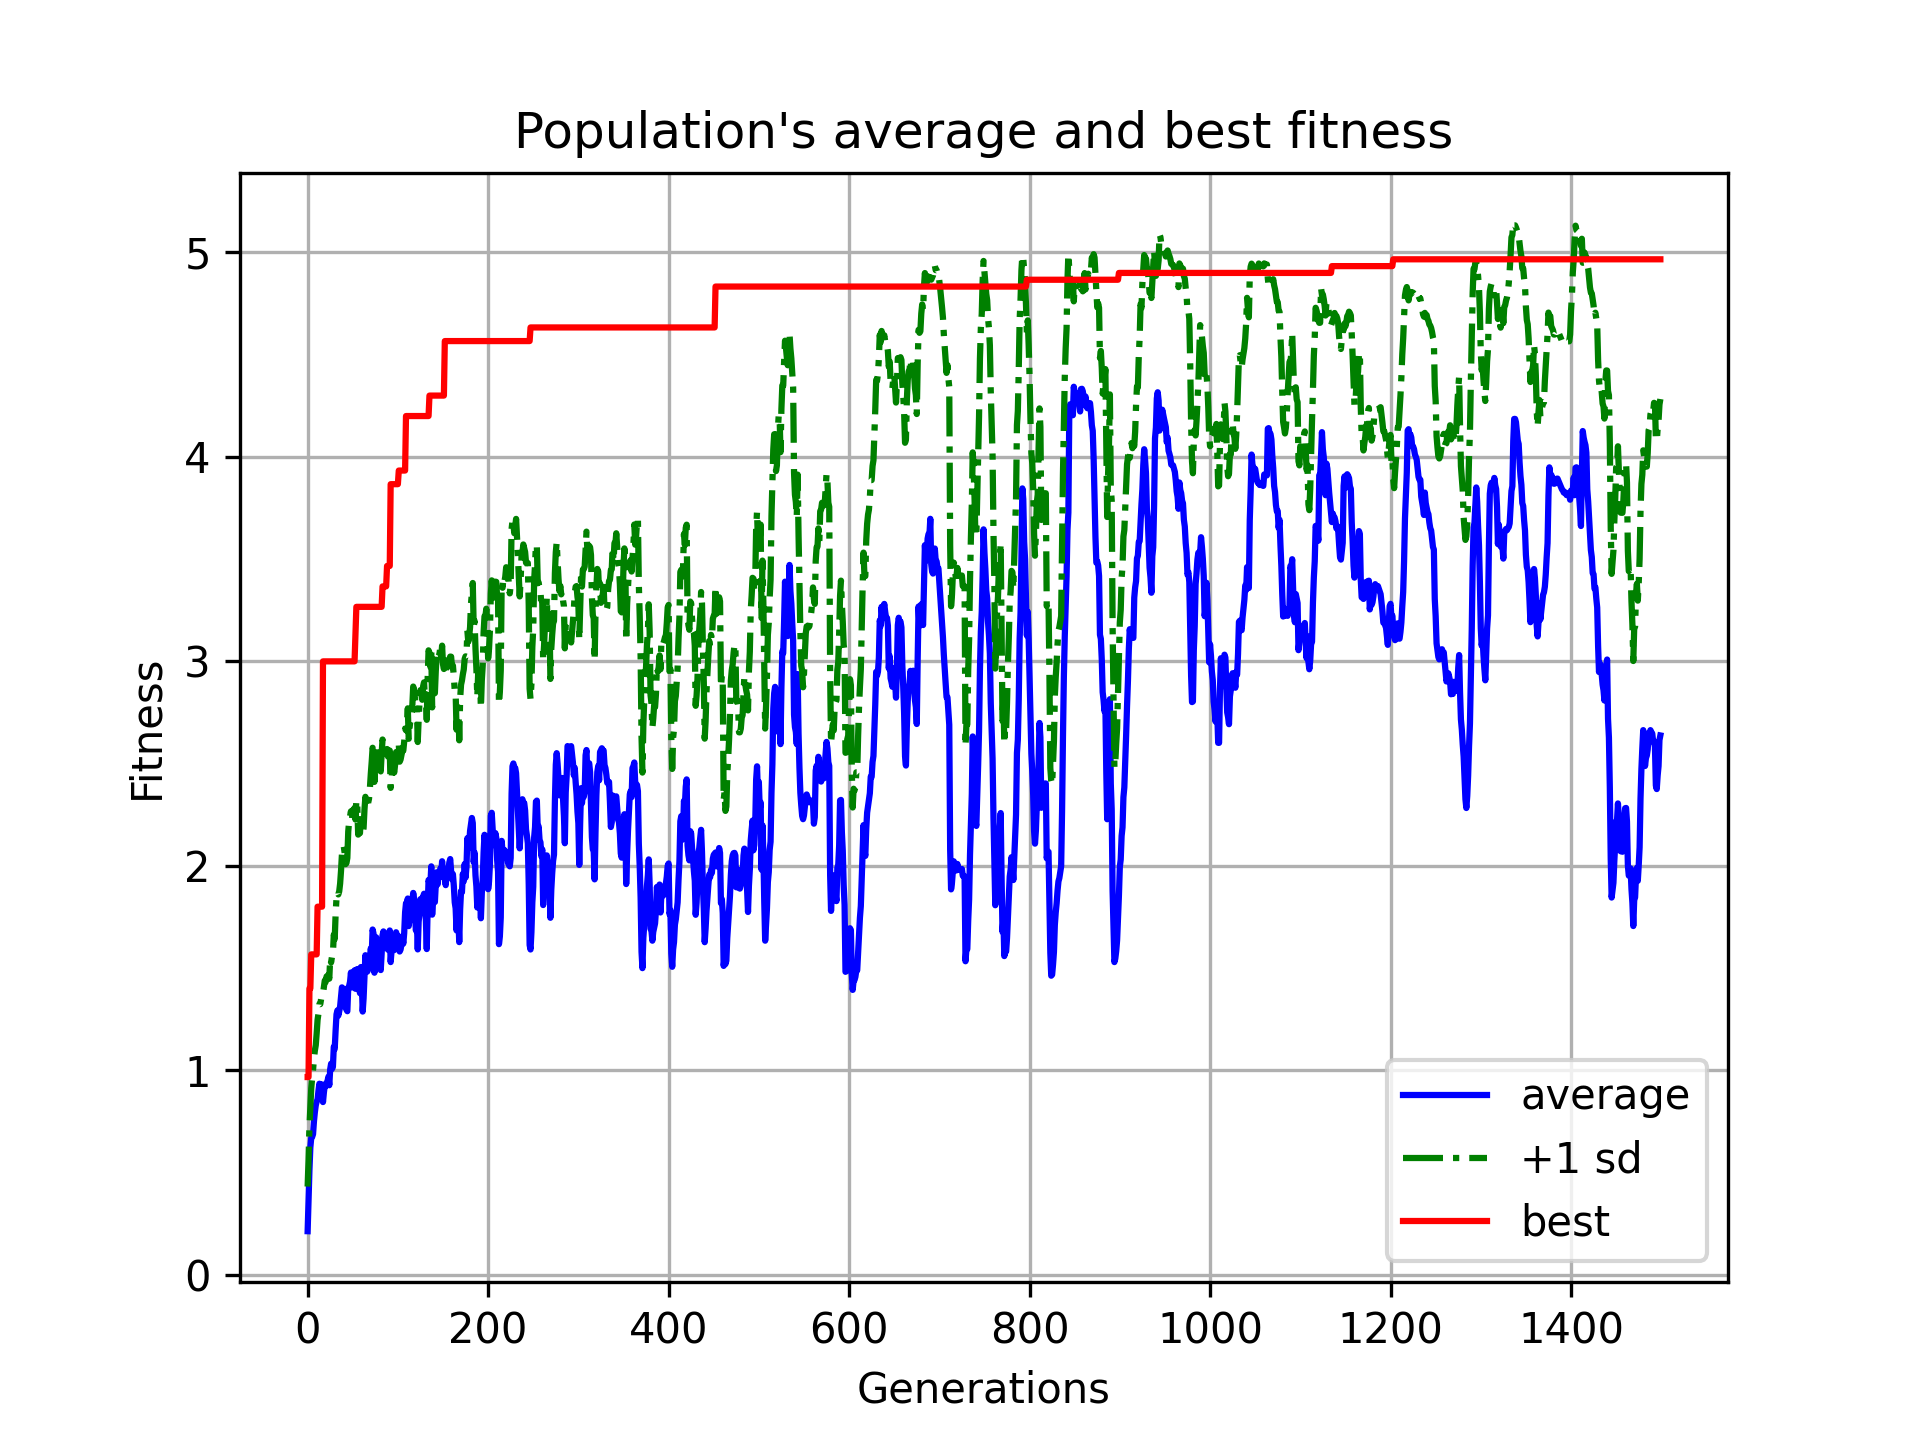 Population's average and best fitness
Fitness
5
4
3
2
1
0
0 200 400 600 800 1000 1200 1400
Generations
average
+1 sd
best